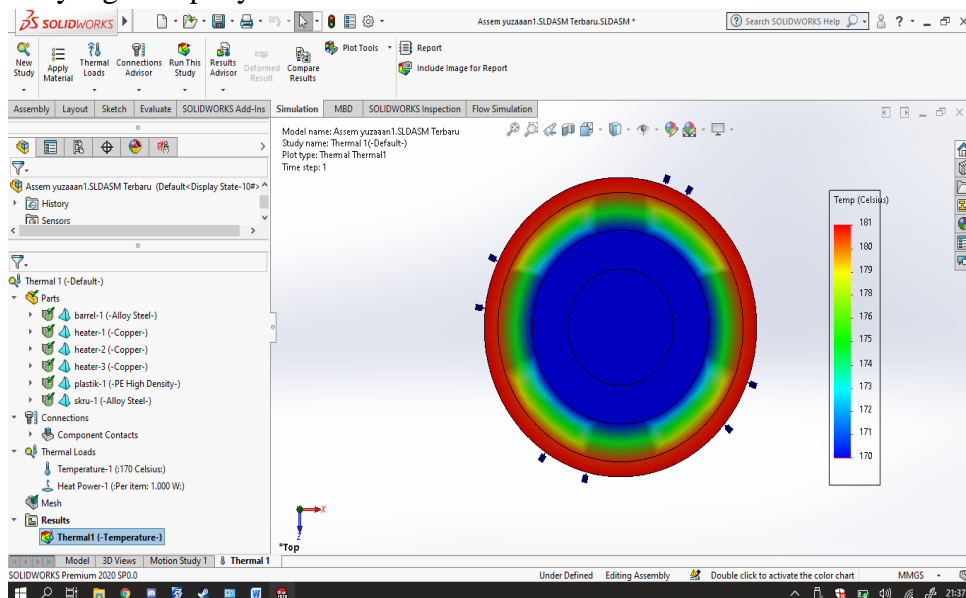 SOLIDWORKS
Assem yuzaaan1.SLDASM Terbaru.SLDASM *
Search SOLIDWORKS Help
New Study
Apply Material
Thermal Loads
Connections Advisor
Run This Study
Results Advisor
Deformed Result
Compare Results
Plot Tools
Report
Include Image for Report
Assembly Layout Sketch Evaluate SOLIDWORKS Add-Ins Simulation MBD SOLIDWORKS Inspection Flow Simulation
Model name: Assem yuzaaan1.SLDASM Terbaru
Study name: Thermal 1(-Default-)
Plot type: Thermal Thermal1
Time step: 1
Assem yuzaaan1.SLDASM Terbaru (Default<Display State-10#>
History
Sensors
Thermal 1 (-Default-)
Parts
barrel-1 (-Alloy Steel-)
heater-1 (-Copper-)
heater-2 (-Copper-)
heater-3 (-Copper-)
plastik-1 (-PE High Density-)
skru-1 (-Alloy Steel-)
Connections
Component Contacts
Thermal Loads
Temperature-1 (:170 Celsius:)
Heat Power-1 (:Per item: 1.000 W:)
Mesh
Results
Thermal1 (-Temperature-)
Temp (Celsius)
181
180
179
178
176
175
174
173
172
171
170
X
Z
*Top
Model 3D Views Motion Study 1 Thermal 1
SOLIDWORKS Premium 2020 SP0.0
Under Defined Editing Assembly Double click to activate the color chart MMGS
21:37